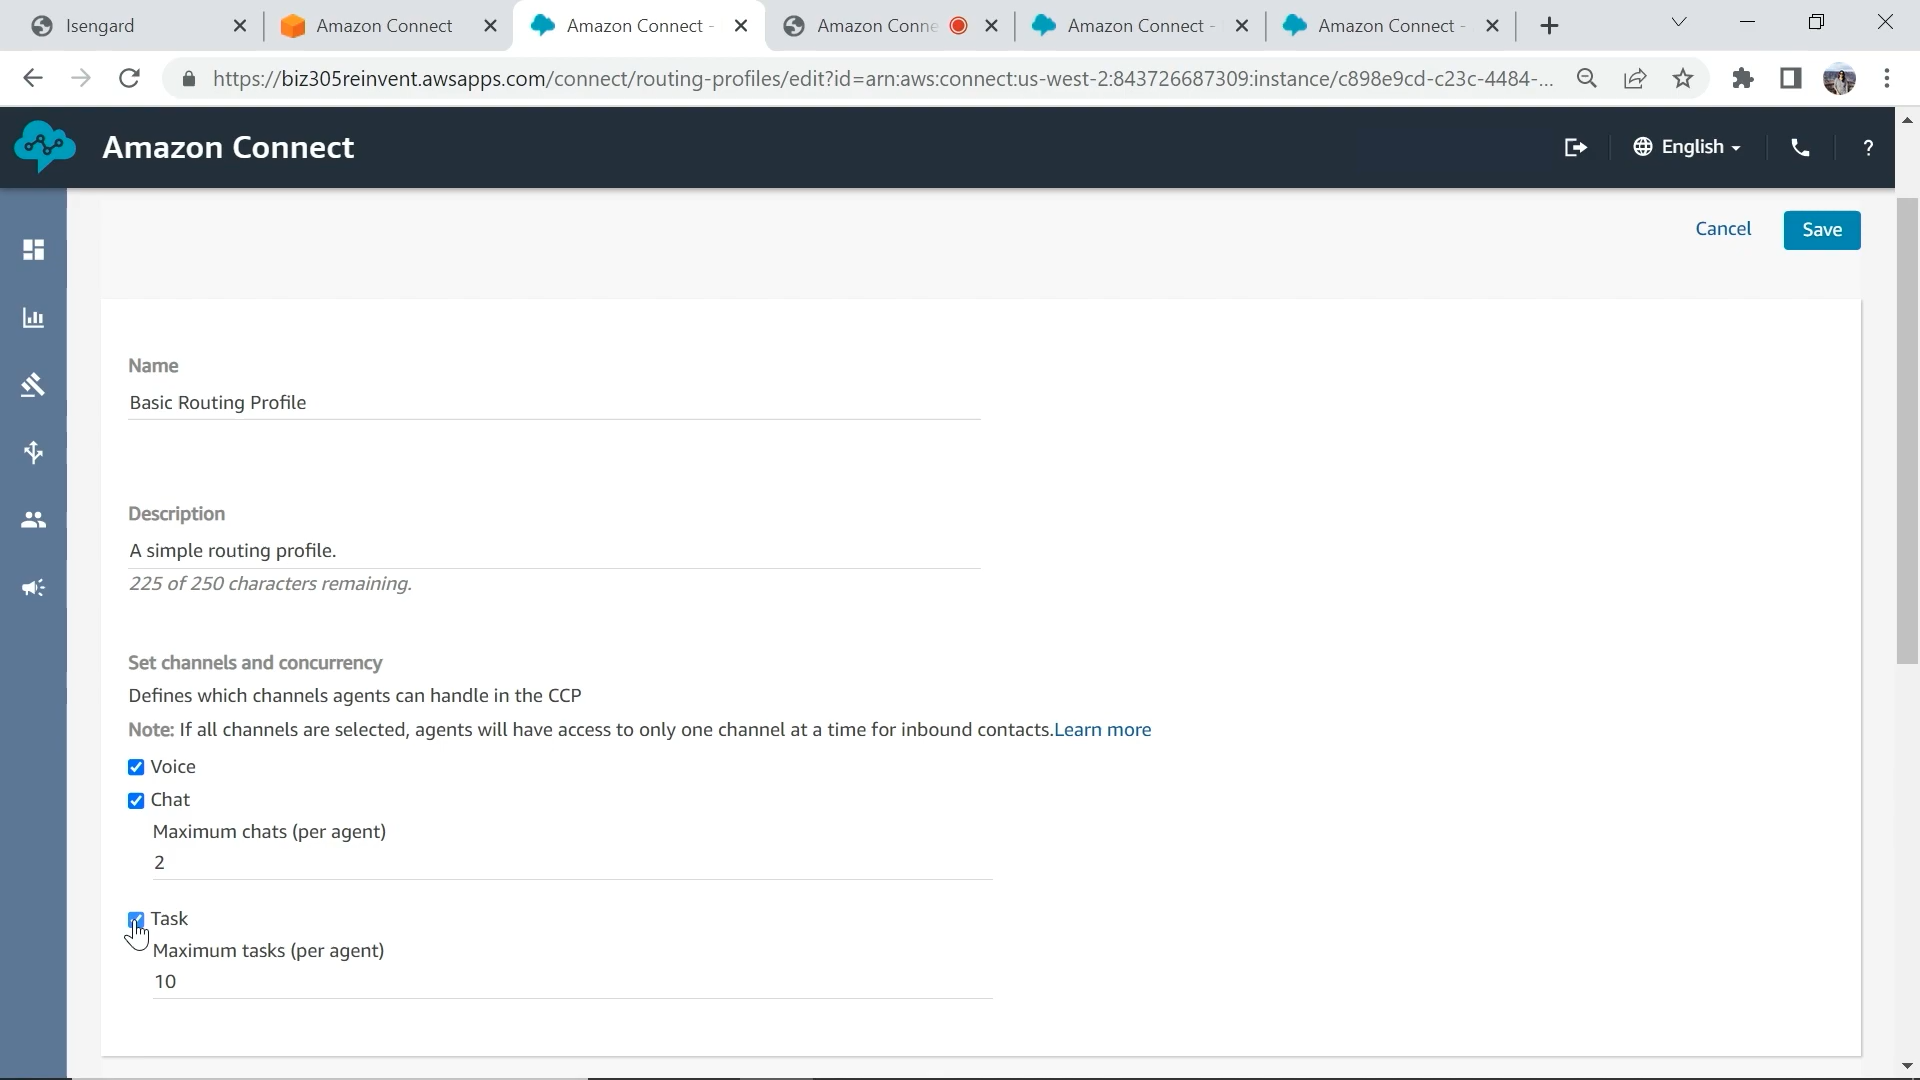 Isengard
Amazon Connect
Amazon Connect -
Amazon Conne
Amazon Connect -
Amazon Connect -
https://biz305reinvent.awsapps.com/connect/routing-profiles/edit?id=arn:aws:connect:us-west-2:843726687309:instance/c898e9cd-c23c-4484-...
Amazon Connect
English
?
Cancel
Save
Name
Basic Routing Profile
Description
A simple routing profile.
225 of 250 characters remaining.
Set channels and concurrency
Defines which channels agents can handle in the CCP
Note: If all channels are selected, agents will have access to only one channel at a time for inbound contacts.Learn more
Voice
Chat
Maximum chats (per agent)
2
Task
Maximum tasks (per agent)
10